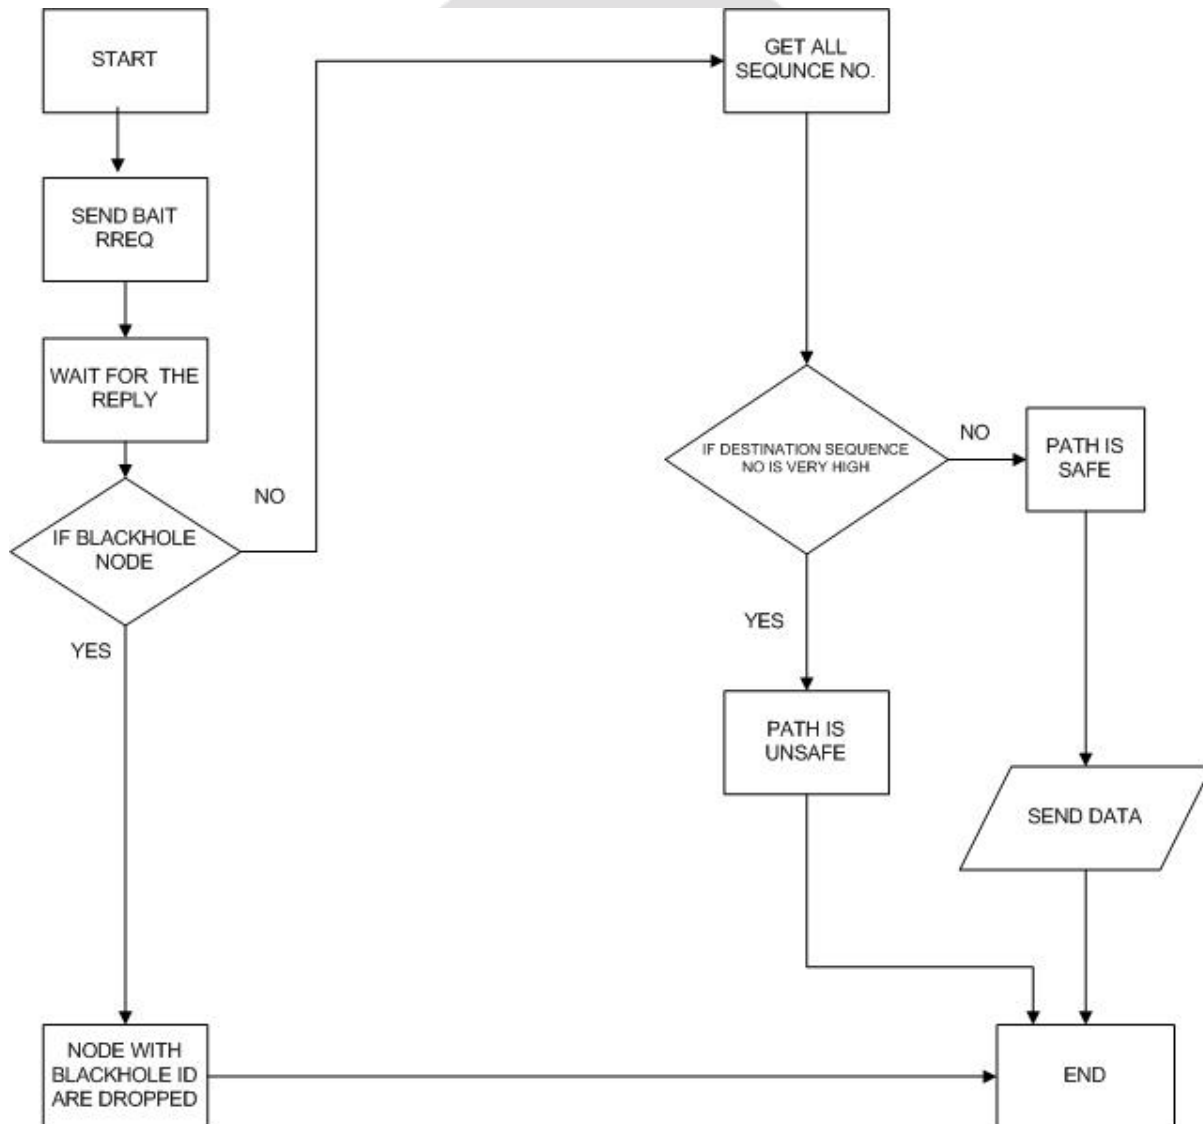 START
SEND BAIT
RREQ
WAIT FOR THE
REPLY
IF BLACKHOLE
NODE
NO
YES
NODE WITH
BLACKHOLE ID
ARE DROPPED
GET ALL
SEQUNCE NO.
IF DESTINATION SEQUENCE
NO IS VERY HIGH
NO
PATH IS
SAFE
YES
PATH IS
UNSAFE
SEND DATA
END